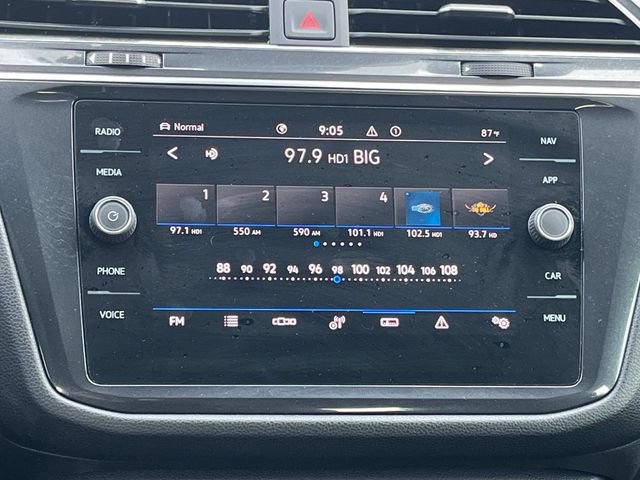 RADIO
Normal 9:05 87°F
NAV
97.9 HD1 BIG
MEDIA
APP
1 2 3 4
97.1 HD1 550 AM 590 AM 101.1 HD1 102.5 HD1 93.7 HD
PHONE
88 90 92 94 96 98 100 102 104 106 108
CAR
VOICE
FM
MENU